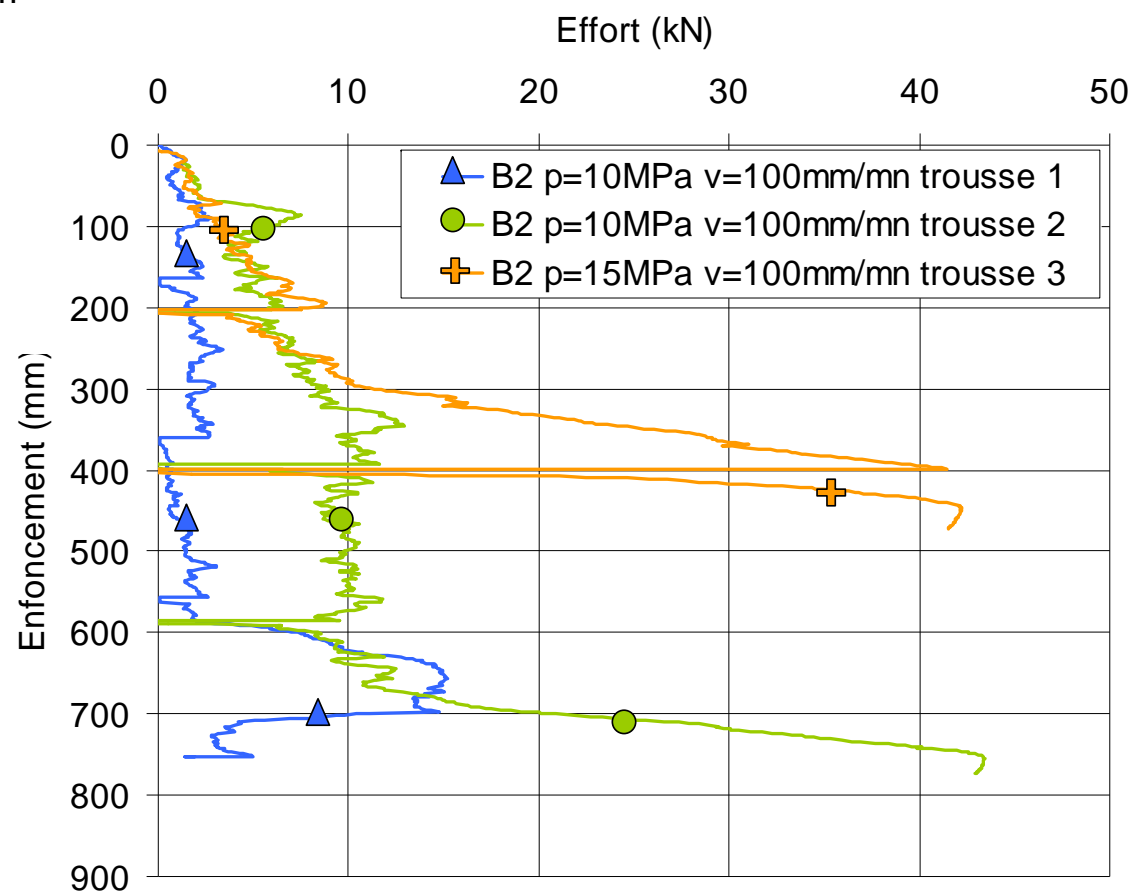 Effort (kN)
0 10 20 30 40 50
0
B2 p=10MPa v=100mm/mn trousse 1
100
B2 p=10MPa v=100mm/mn trousse 2
B2 p=15MPa v=100mm/mn trousse 3
200
300
400
500
600
700
800
900
Enfoncement (mm)